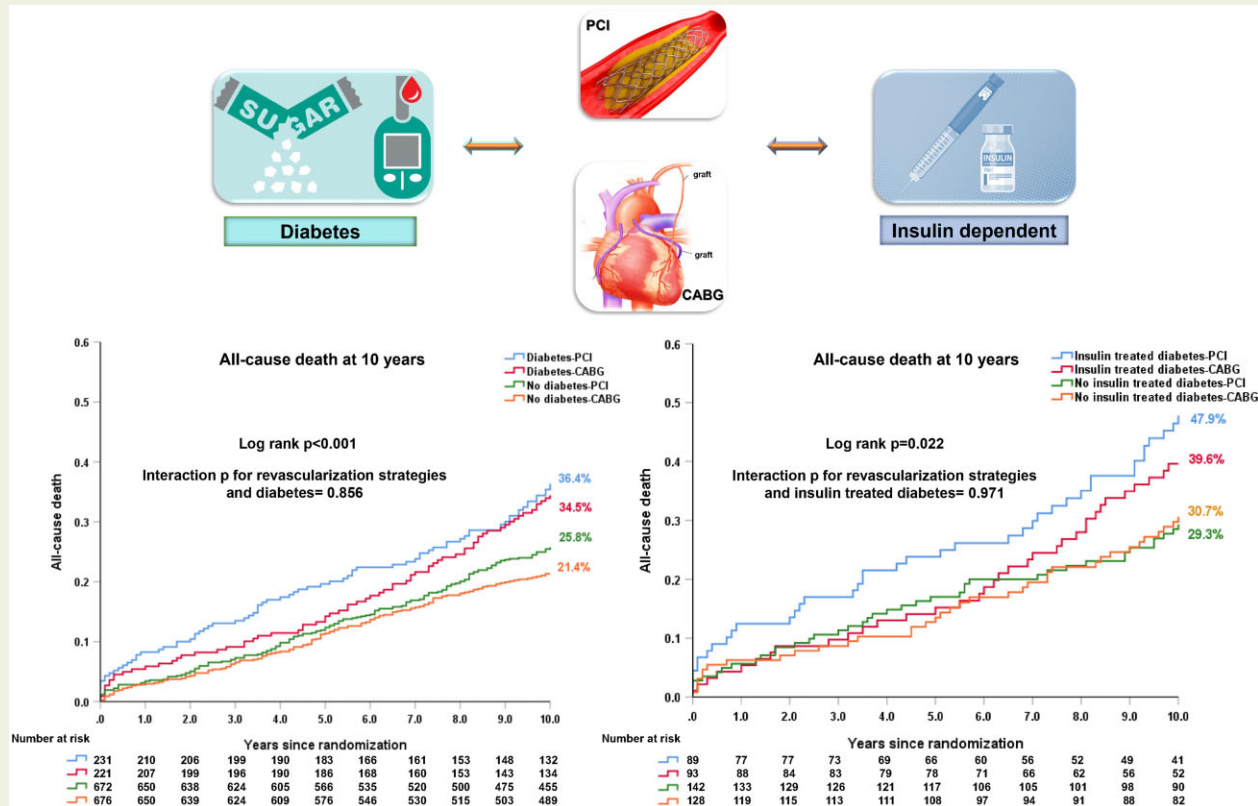 PCI
SUGAR
INSULIN
graft
graft
CABG
Diabetes
Insulin dependent
All-cause death at 10 years
Diabetes-PCI
Diabetes-CABG
No diabetes-PCI
No diabetes-CABG
Log rank p<0.001
Interaction p for revascularization strategies
and diabetes= 0.856
36.4%
34.5%
25.8%
21.4%
All-cause death
0.6
0.5
0.4
0.3
0.2
0.1
0.0
.0 1.0 2.0 3.0 4.0 5.0 6.0 7.0 8.0 9.0 10.0
Years since randomization
Number at risk
231 210 206 199 190 183 166 161 153 148 132
221 207 199 196 190 186 168 160 153 143 134
672 650 638 624 605 566 535 520 500 475 455
676 650 639 624 609 576 546 530 515 503 489
All-cause death at 10 years
Insulin treated diabetes-PCI
Insulin treated diabetes-CABG
No insulin treated diabetes-PCI
No insulin treated diabetes-CABG
Log rank p=0.022
Interaction p for revascularization strategies
and insulin treated diabetes= 0.971
47.9%
39.6%
30.7%
29.3%
All-cause death
0.6
0.5
0.4
0.3
0.2
0.1
0.0
.0 1.0 2.0 3.0 4.0 5.0 6.0 7.0 8.0 9.0 10.0
Years since randomization
Number at risk
89 77 77 73 69 66 60 56 52 49 41
93 88 84 83 79 78 71 66 62 56 52
142 133 129 126 121 117 106 105 101 98 90
128 119 115 113 111 108 97 94 91 88 82